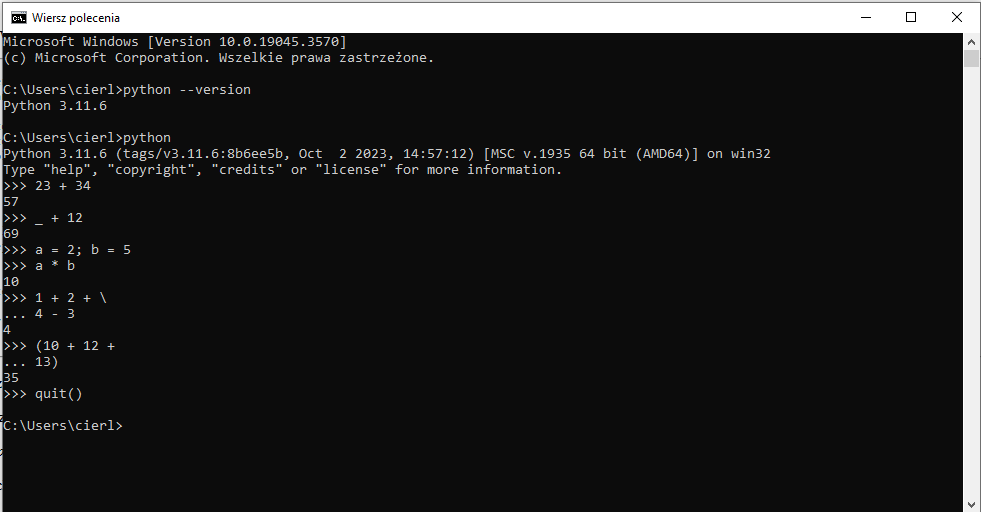 Wiersz polecenia
Microsoft Windows [Version 10.0.19045.3570]
(c) Microsoft Corporation. Wszelkie prawa zastrzeżone.

C:\Users\cierl>python --version
Python 3.11.6

C:\Users\cierl>python
Python 3.11.6 (tags/v3.11.6:8b6ee5b, Oct  2 2023, 14:57:12) [MSC v.1935 64 bit (AMD64)] on win32
Type "help", "copyright", "credits" or "license" for more information.
>>> 23 + 34
57
>>> _ + 12
69
>>> a = 2; b = 5
>>> a * b
10
>>> 1 + 2 + \
... 4 - 3
4
>>> (10 + 12 +
... 13)
35
>>> quit()

C:\Users\cierl>